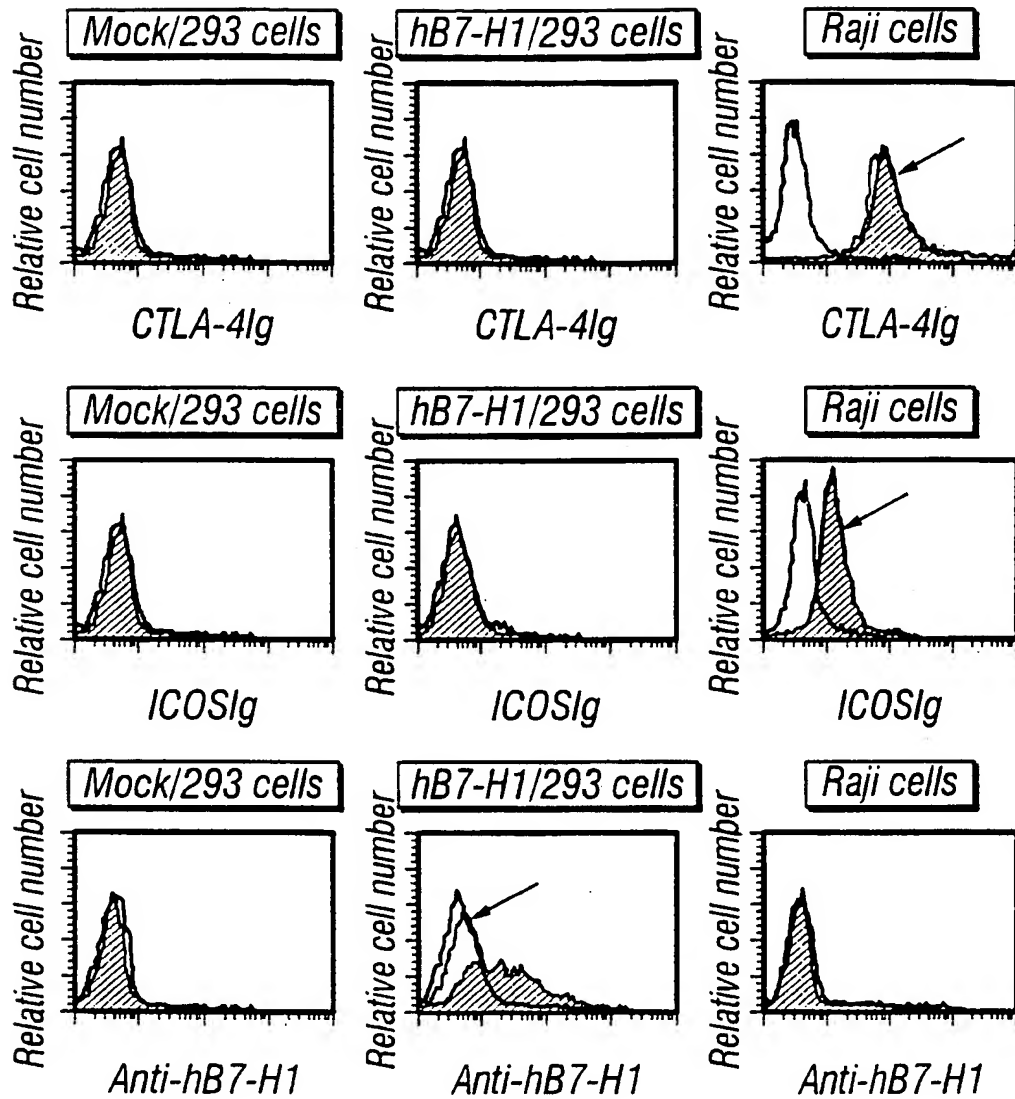 Mock/293 cells
hB7-H1/293 cells
Raji cells
Relative cell number
Relative cell number
Relative cell number
CTLA-4Ig
CTLA-4Ig
CTLA-4Ig
Mock/293 cells
hB7-H1/293 cells
Raji cells
Relative cell number
Relative cell number
Relative cell number
ICOSIg
ICOSIg
ICOSIg
Mock/293 cells
hB7-H1/293 cells
Raji cells
Relative cell number
Relative cell number
Relative cell number
Anti-hB7-H1
Anti-hB7-H1
Anti-hB7-H1